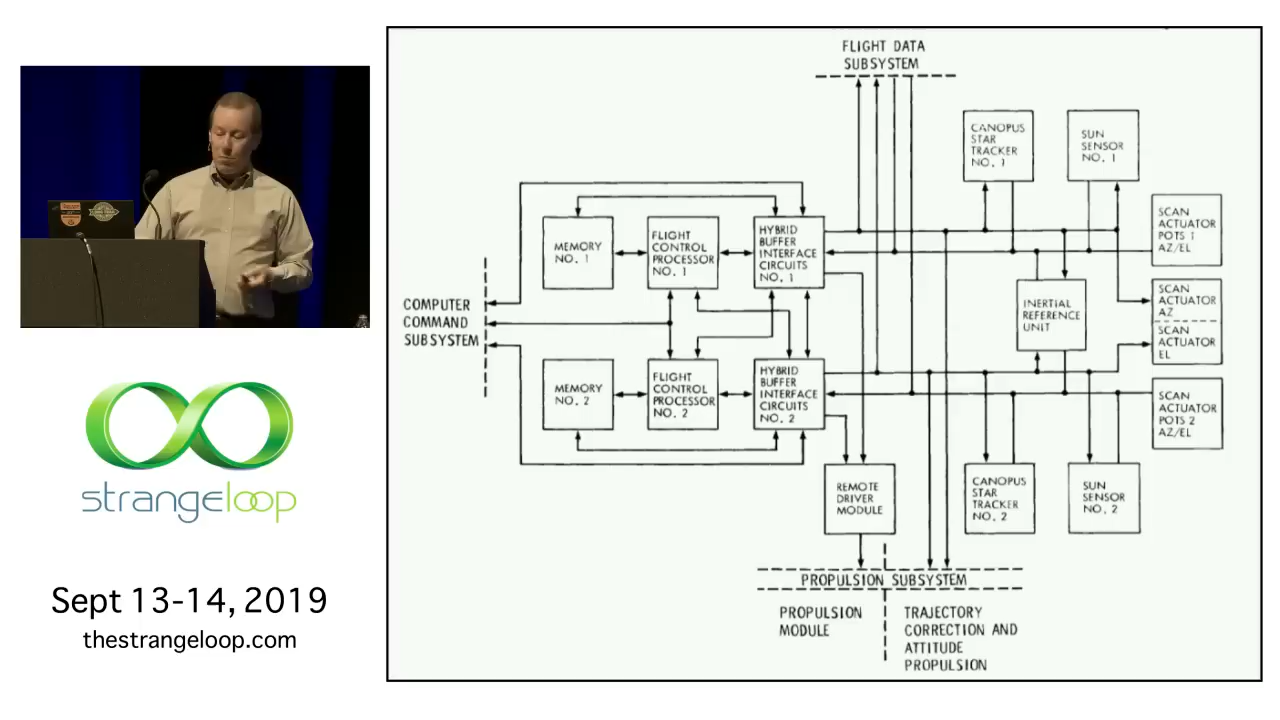 strangeloop
Sept 13-14, 2019
thestrangeloop.com
FLIGHT DATA
SUBSYSTEM
CANOPUS
STAR
TRACKER
NO. 1
SUN
SENSOR
NO. 1
SCAN
ACTUATOR
POTS 1
AZ/EL
MEMORY
NO. 1
FLIGHT
CONTROL
PROCESSOR
NO. 1
HYBRID
BUFFER
INTERFACE
CIRCUITS
NO. 1
COMPUTER
COMMAND
SUBSYSTEM
INERTIAL
REFERENCE
UNIT
SCAN
ACTUATOR
AZ
SCAN
ACTUATOR
EL
MEMORY
NO. 2
FLIGHT
CONTROL
PROCESSOR
NO. 2
HYBRID
BUFFER
INTERFACE
CIRCUITS
NO. 2
SCAN
ACTUATOR
POTS 2
AZ/EL
REMOTE
DRIVER
MODULE
CANOPUS
STAR
TRACKER
NO. 2
SUN
SENSOR
NO. 2
PROPULSION SUBSYSTEM
PROPULSION
MODULE
TRAJECTORY
CORRECTION AND
ATTITUDE
PROPULSION